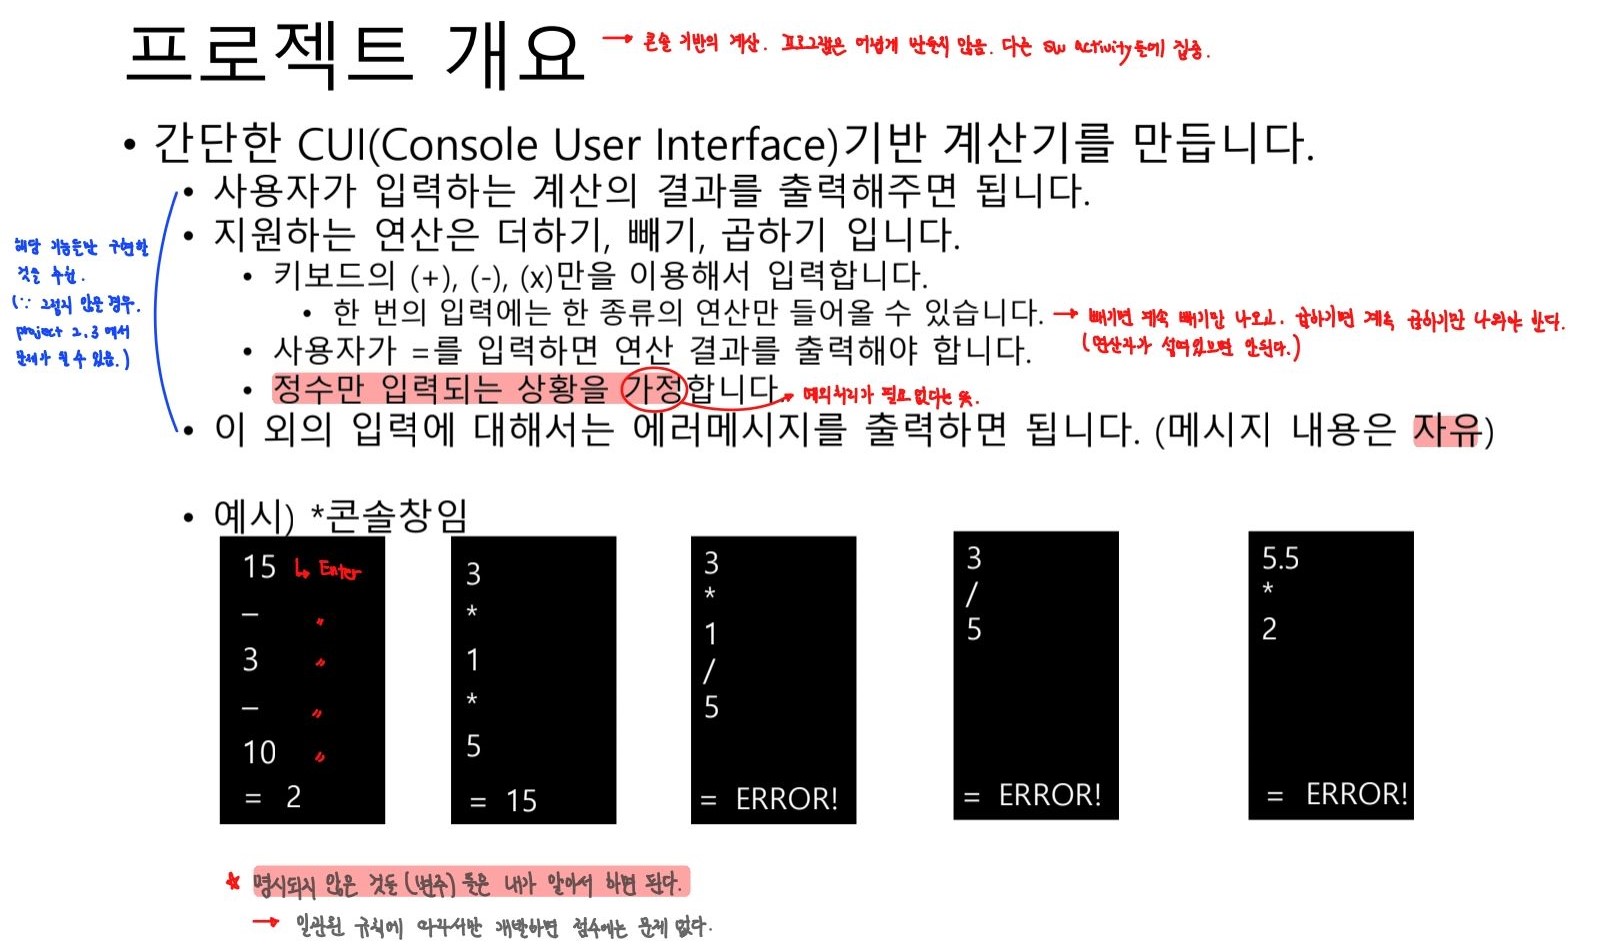 프로젝트 개요 → 콘솔 기반의 계산. 프로그램은 어렵게 만들지 않음. 다른 SW Activity들에 집중.
• 간단한 CUI(Console User Interface)기반 계산기를 만듭니다.
• 사용자가 입력하는 계산의 결과를 출력해주면 됩니다.
• 지원하는 연산은 더하기, 빼기, 곱하기 입니다.
• 키보드의 (+), (-), (x)만을 이용해서 입력합니다.
• 한 번의 입력에는 한 종류의 연산만 들어올 수 있습니다. → 빼기면 계속 빼기만 나오고. 곱하기면 계속 곱하기만 나와야 한다.
(연산자가 섞여있으면 안된다.)
• 사용자가 =를 입력하면 연산 결과를 출력해야 합니다.
• 정수만 입력되는 상황을 가정합니다. → 예외처리가 필요없다는 뜻.
• 이 외의 입력에 대해서는 에러메시지를 출력하면 됩니다. (메시지 내용은 자유)
해당 기능들만 구현할
것을 추천.
(∵ 그렇지 않은 경우.
project 2.3 에서
문제가 될 수 있음.)
• 예시) *콘솔창임
15 ↳ Enter
– 〃
3 〃
– 〃
10 〃
= 2
3
*
1
*
5
= 15
3
*
1
/
5
= ERROR!
3
/
5
= ERROR!
5.5
*
2
= ERROR!
★ 명시되지 않은 것들 (변주) 들은 내가 알아서 하면 된다.
→ 일관된 규칙에 따라서만 개발하면 점수에는 문제 없다.